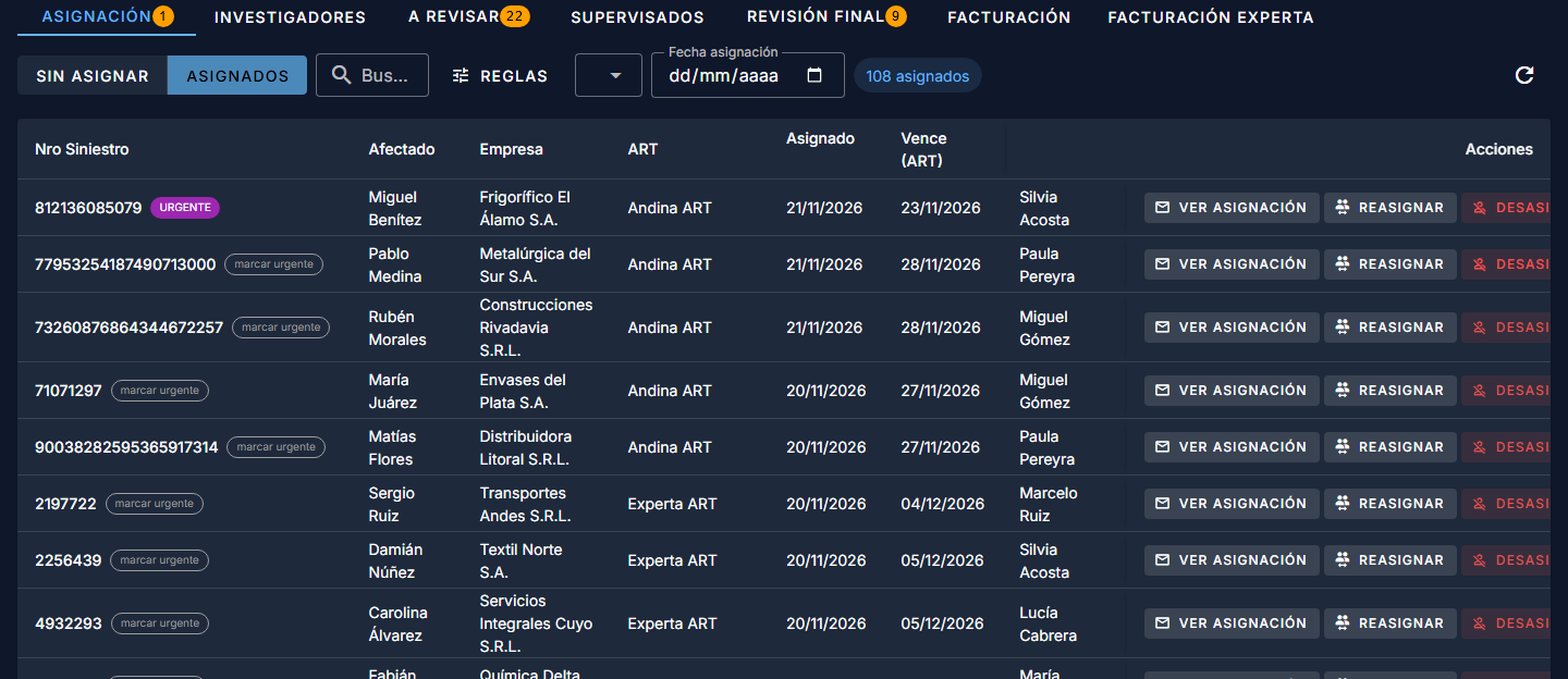 ASIGNACIÓN 1 INVESTIGADORES A REVISAR 22 SUPERVISADOS REVISIÓN FINAL 9 FACTURACIÓN FACTURACIÓN EXPERTA
Fecha asignación
SIN ASIGNAR ASIGNADOS Bus... REGLAS dd/mm/aaaa 108 asignados
Nro Siniestro Afectado Empresa ART Asignado Vence (ART) Acciones
812136085079 URGENTE Miguel Benítez Frigorífico El Álamo S.A. Andina ART 21/11/2026 23/11/2026 Silvia Acosta VER ASIGNACIÓN REASIGNAR DESASI
77953254187490713000 marcar urgente Pablo Medina Metalúrgica del Sur S.A. Andina ART 21/11/2026 28/11/2026 Paula Pereyra VER ASIGNACIÓN REASIGNAR DESASI
73260876864344672257 marcar urgente Rubén Morales Construcciones Rivadavia S.R.L. Andina ART 21/11/2026 28/11/2026 Miguel Gómez VER ASIGNACIÓN REASIGNAR DESASI
71071297 marcar urgente María Juárez Envases del Plata S.A. Andina ART 20/11/2026 27/11/2026 Miguel Gómez VER ASIGNACIÓN REASIGNAR DESASI
90038282595365917314 marcar urgente Matías Flores Distribuidora Litoral S.R.L. Andina ART 20/11/2026 27/11/2026 Paula Pereyra VER ASIGNACIÓN REASIGNAR DESASI
2197722 marcar urgente Sergio Ruiz Transportes Andes S.R.L. Experta ART 20/11/2026 04/12/2026 Marcelo Ruiz VER ASIGNACIÓN REASIGNAR DESASI
2256439 marcar urgente Damián Núñez Textil Norte S.A. Experta ART 20/11/2026 05/12/2026 Silvia Acosta VER ASIGNACIÓN REASIGNAR DESASI
4932293 marcar urgente Carolina Álvarez Servicios Integrales Cuyo S.R.L. Experta ART 20/11/2026 05/12/2026 Lucía Cabrera VER ASIGNACIÓN REASIGNAR DESASI
Fabián Química Delta María